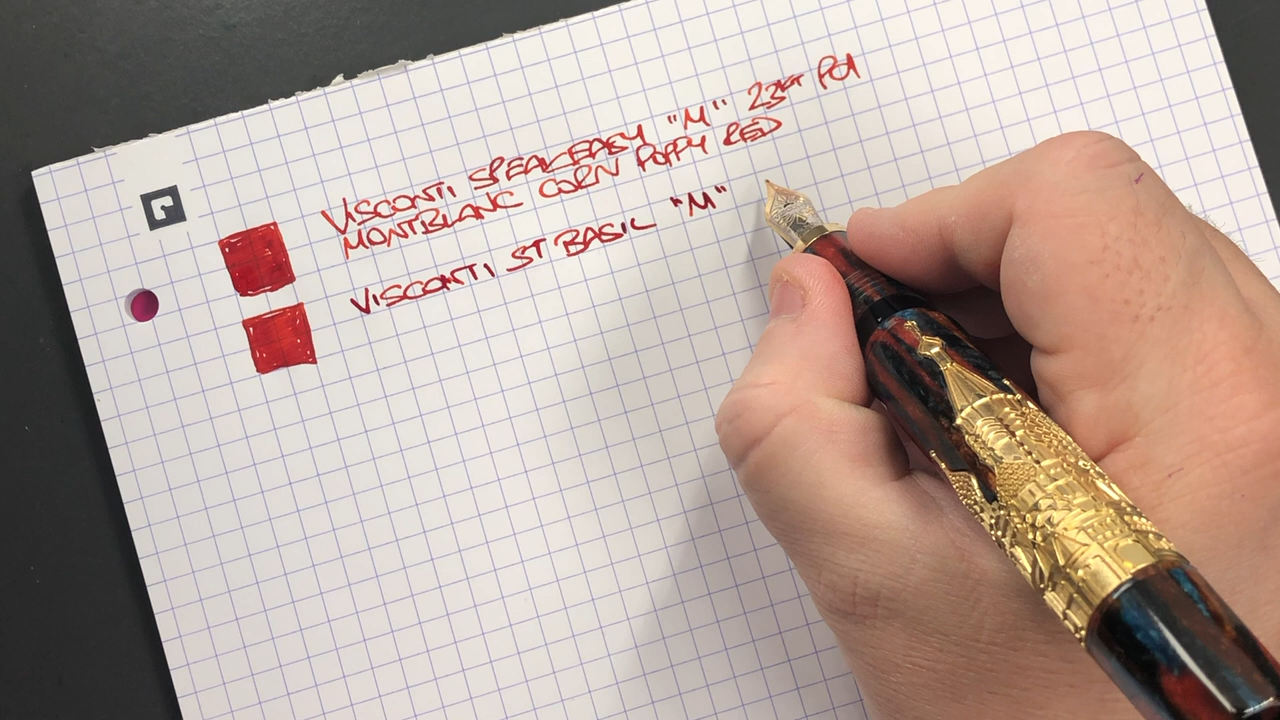 VISCONTI SPEAKEASY "M" 23KT Pd
MONTBLANC CORN POPPY RED
VISCONTI ST BASIL "M"